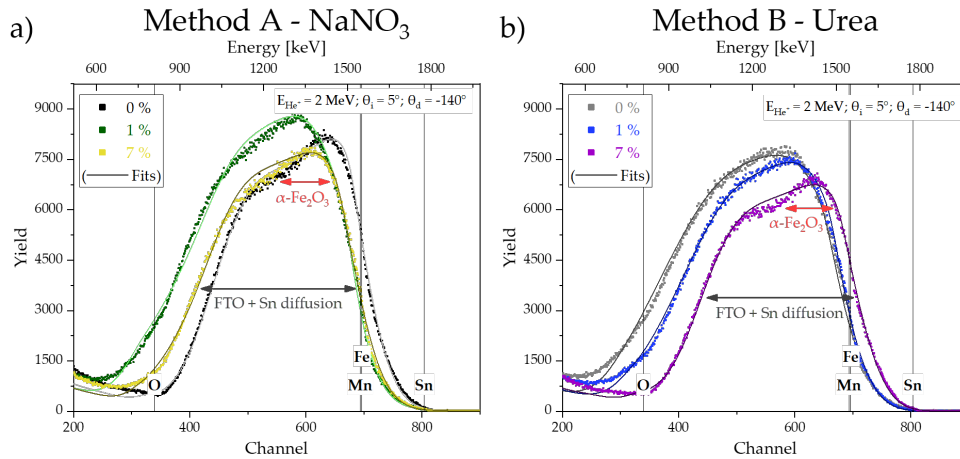 Method A - NaNO₃
a)
Energy [keV]
600 900 1200 1500 1800
0 %
1 %
7 %
(— Fits)
E_He⁻ = 2 MeV; θᵢ = 5°; θ_d = -140°
α-Fe₂O₃
FTO + Sn diffusion
O
Fe
Mn
Sn
Yield
9000
7500
6000
4500
3000
1500
0
200 400 600 800
Channel
Method B - Urea
b)
Energy [keV]
600 900 1200 1500 1800
0 %
1 %
7 %
(— Fits)
E_He⁻ = 2 MeV; θᵢ = 5°; θ_d = -140°
α-Fe₂O₃
FTO + Sn diffusion
O
Fe
Mn
Sn
Yield
9000
7500
6000
4500
3000
1500
0
200 400 600 800
Channel